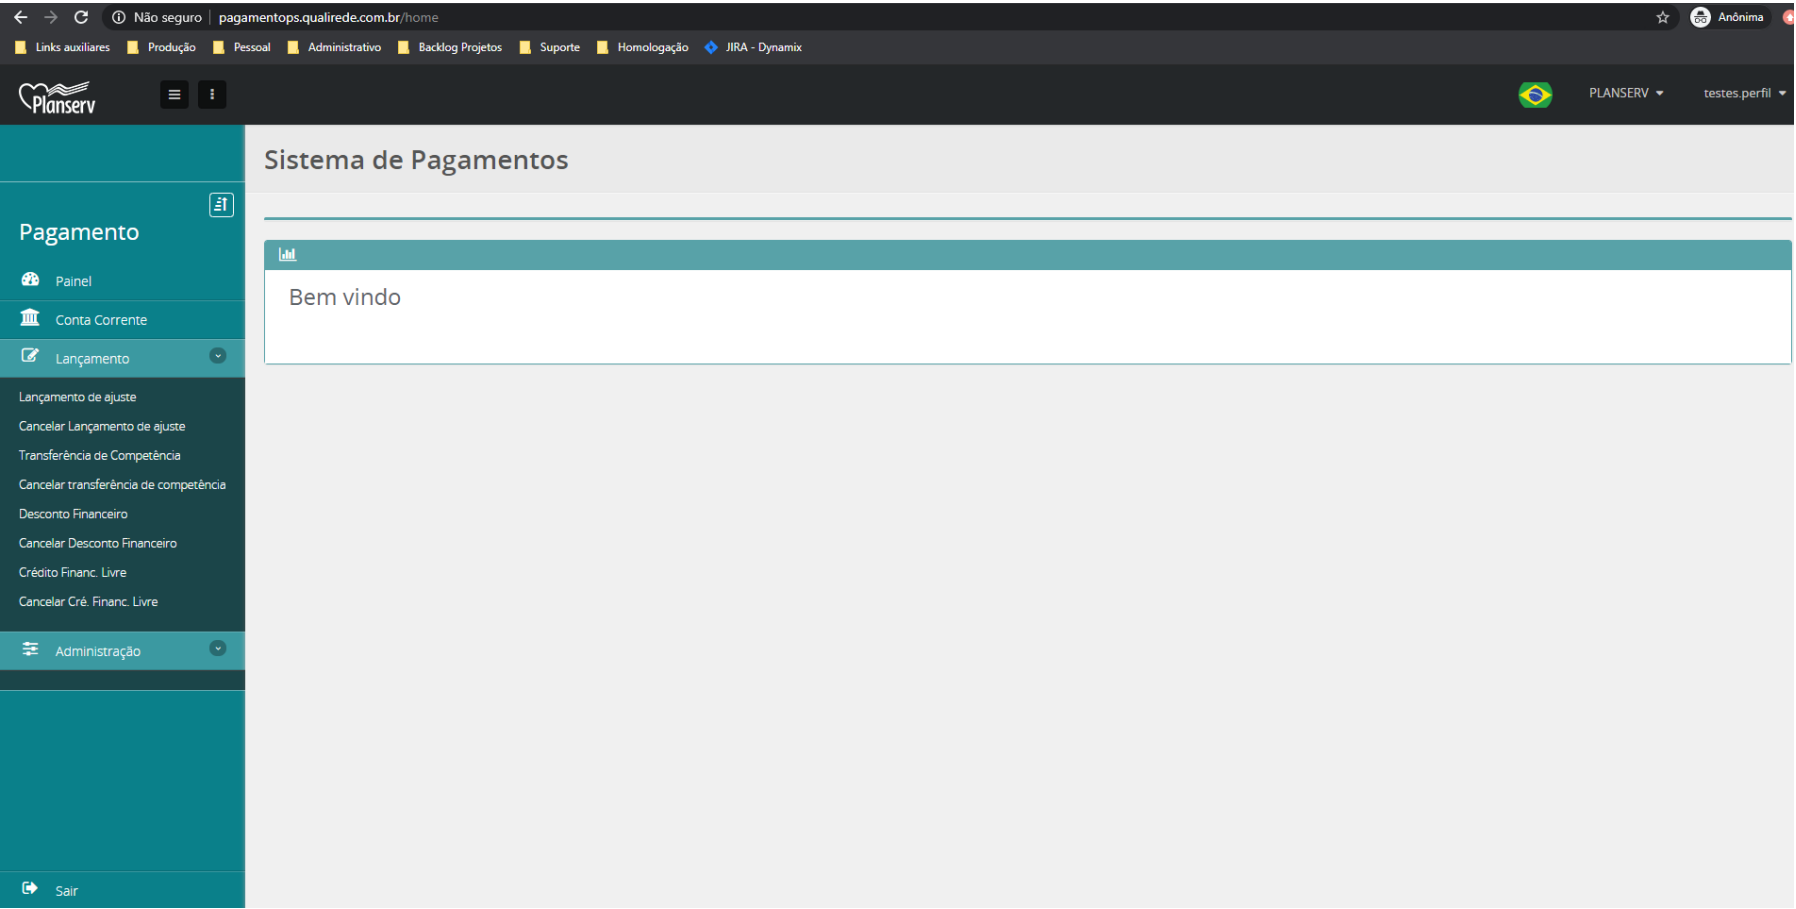 Não seguro | pagamentops.qualirede.com.br/home
Anônima
Links auxiliares
Produção
Pessoal
Administrativo
Backlog Projetos
Suporte
Homologação
JIRA - Dynamix
Planserv
PLANSERV
testes.perfil
Sistema de Pagamentos
Pagamento
Bem vindo
Painel
Conta Corrente
Lançamento
Lançamento de ajuste
Cancelar Lançamento de ajuste
Transferência de Competência
Cancelar transferência de competência
Desconto Financeiro
Cancelar Desconto Financeiro
Crédito Financ. Livre
Cancelar Cré. Financ. Livre
Administração
Sair